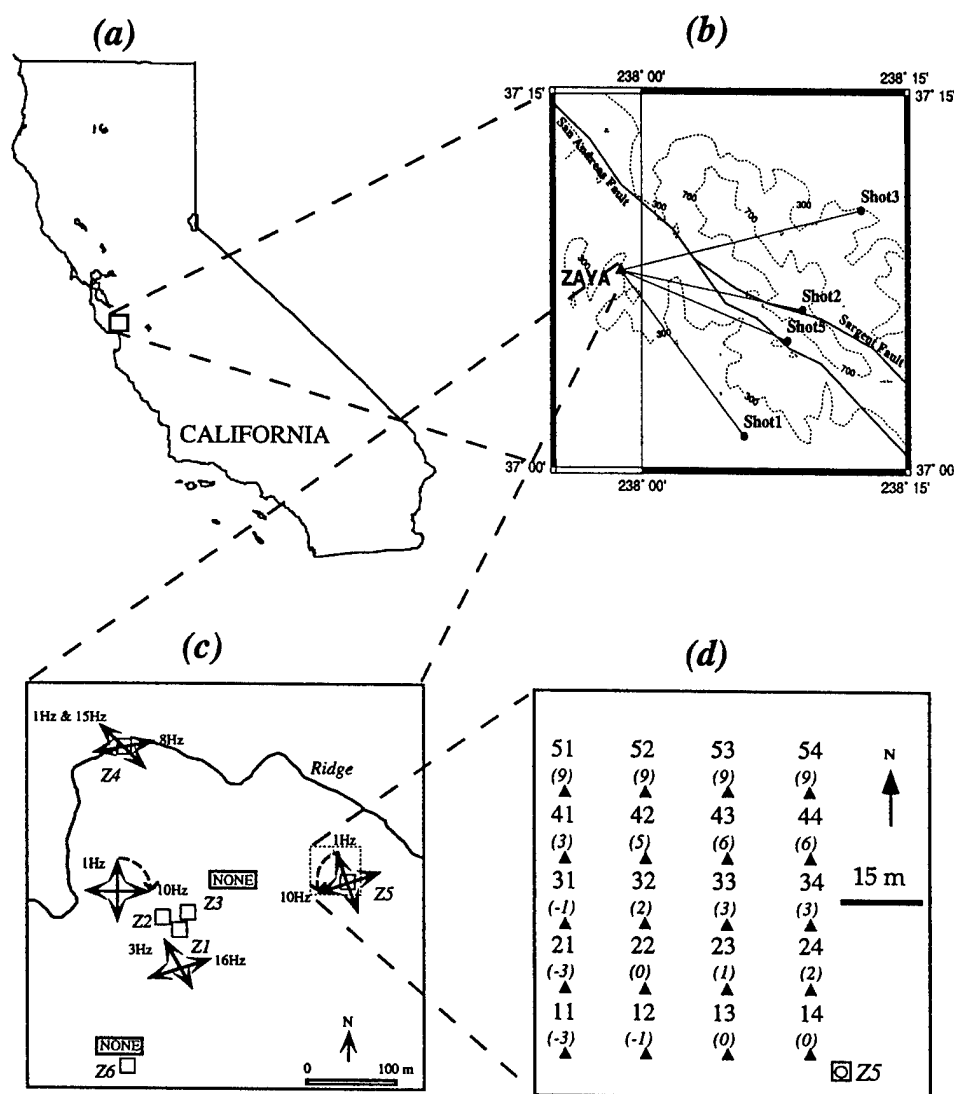 (a)
16
CALIFORNIA
(b)
238° 00' 238° 15'
37° 15' 37° 15'
San Andreas Fault
300 700 700 300
Shot3
300
ZAYA
Shot2
Shot5
Sargent Fault
300
700
300
Shot1
37° 00' 37° 00'
238° 00' 238° 15'
(c)
1Hz & 15Hz
8Hz
Z4
Ridge
1Hz
1Hz
10Hz
NONE
10Hz
Z5
Z3
Z2
Z1
3Hz
16Hz
NONE
Z6
N
0 100 m
(d)
51 52 53 54
(9) (9) (9) (9)
N
41 42 43 44
(3) (5) (6) (6)
31 32 33 34
15 m
(-1) (2) (3) (3)
21 22 23 24
(-3) (0) (1) (2)
11 12 13 14
(-3) (-1) (0) (0)
Z5